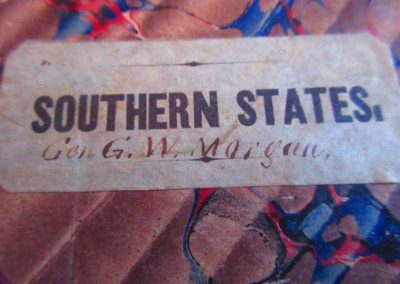 SOUTHERN STATES.
Gen G. W. Morgan.